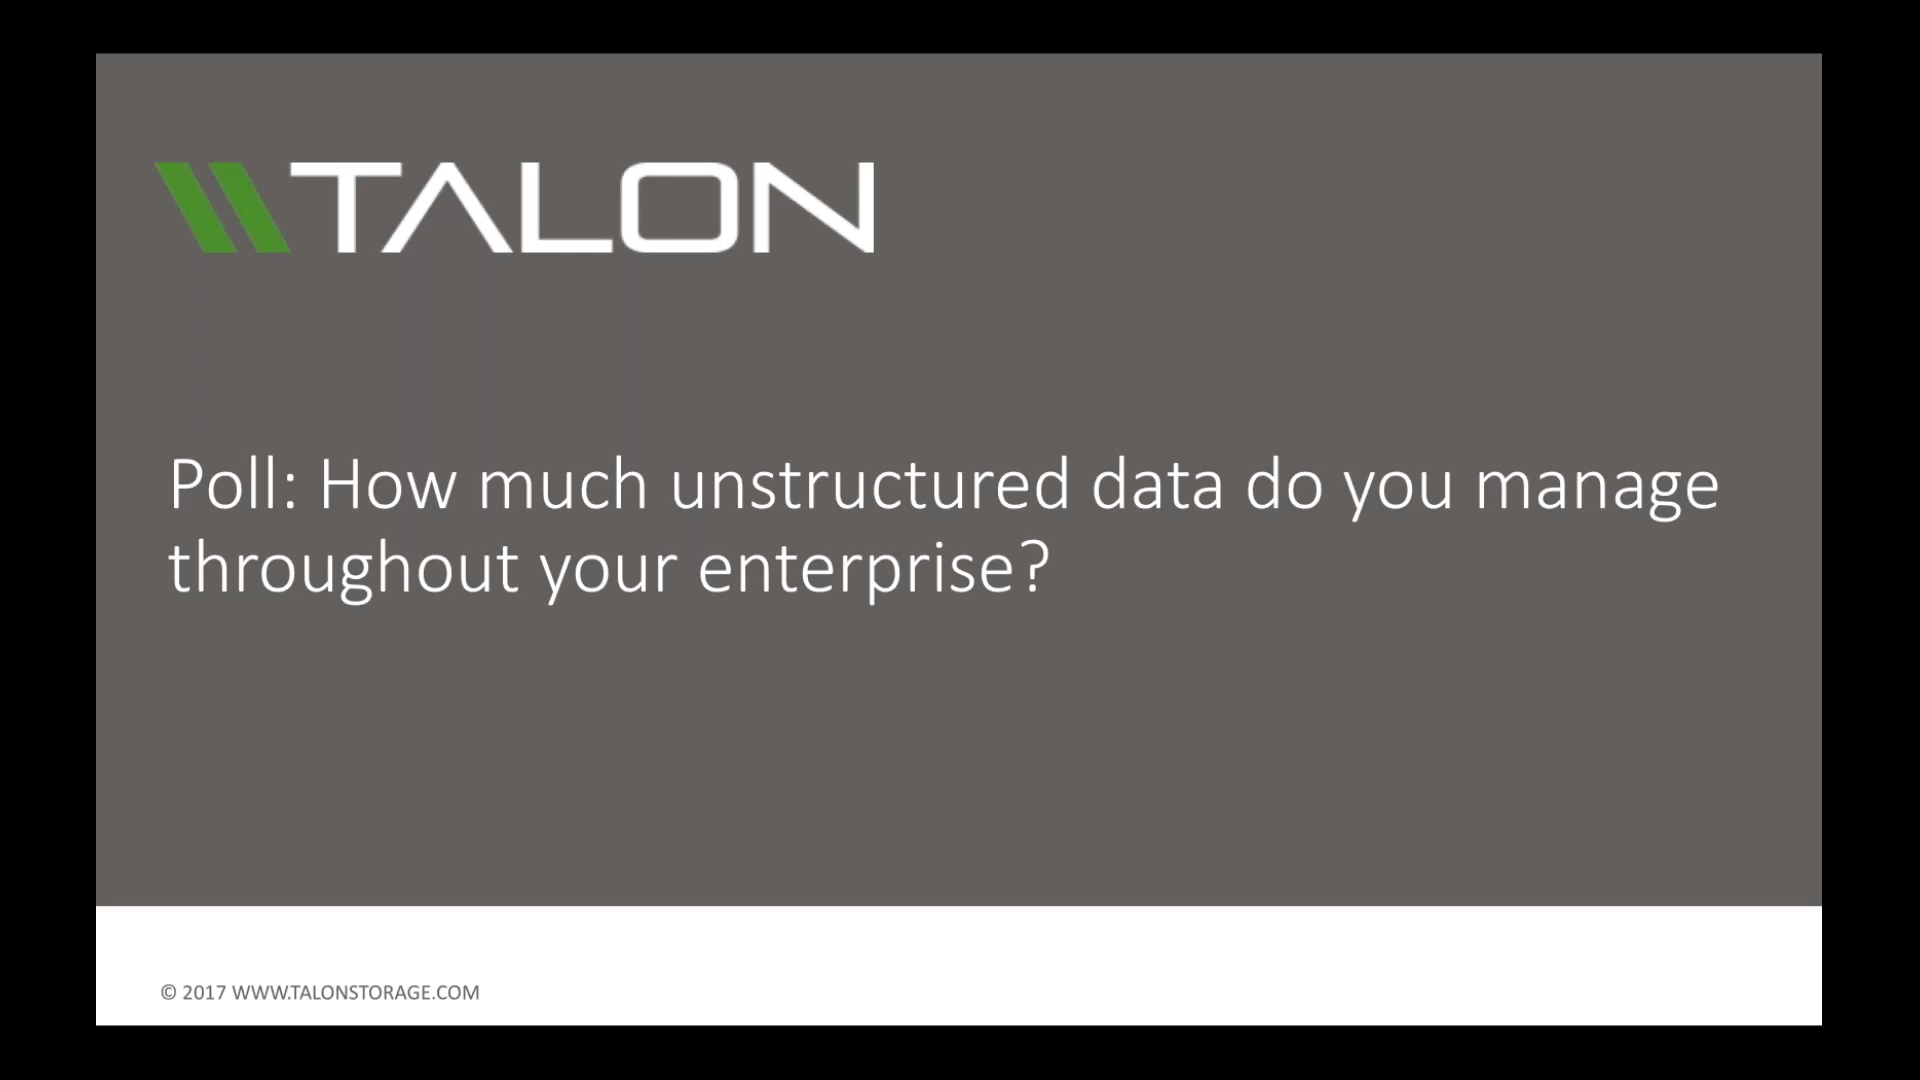 TALON
Poll: How much unstructured data do you manage
throughout your enterprise?
© 2017 WWW.TALONSTORAGE.COM